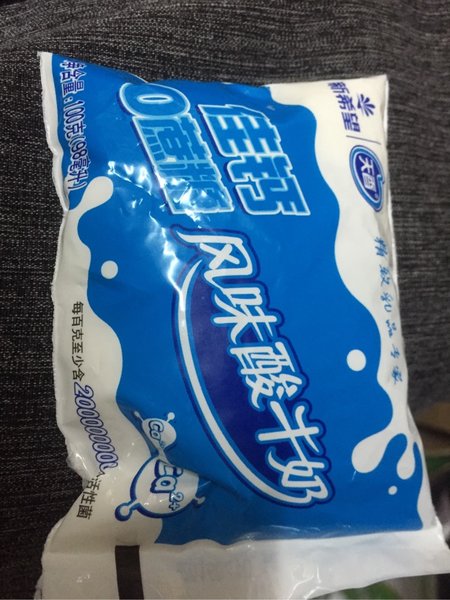 新希望
天香
精致乳品专家
佳钙
0蔗糖
风味酸牛奶
净含量:100克(98毫升)
每百克至少含200000000活性菌
Ca2+